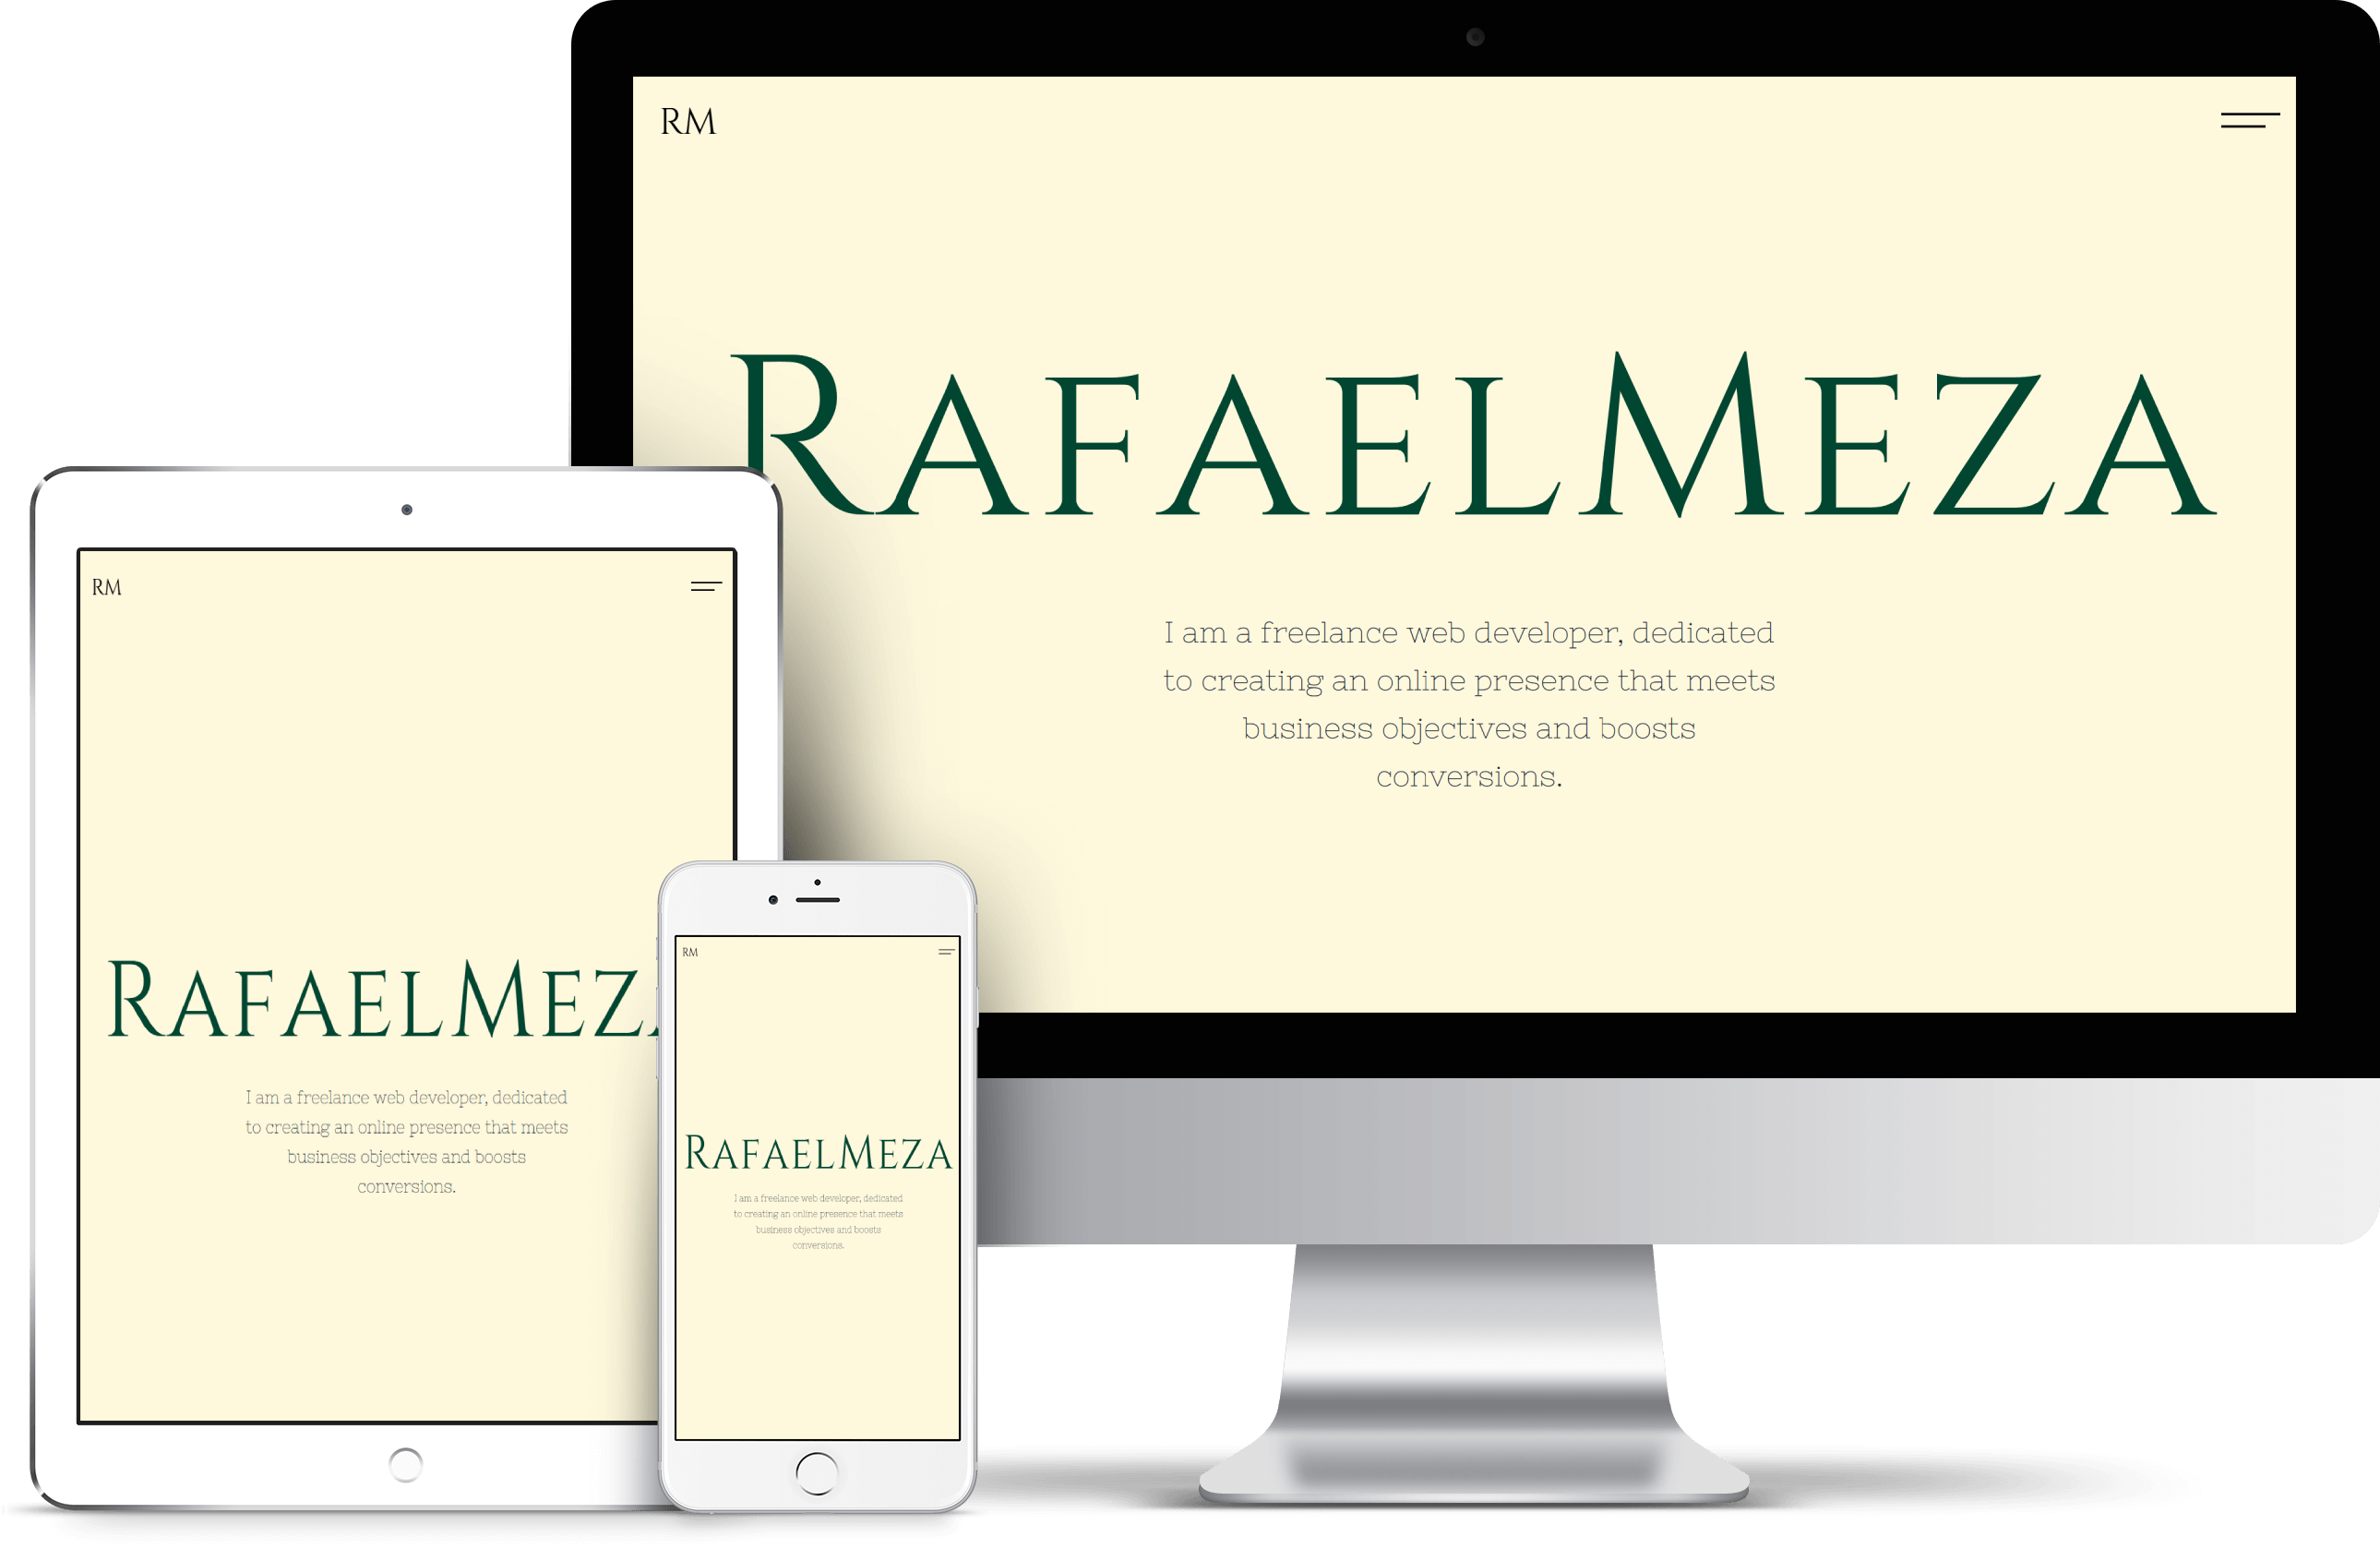 RM
RAFAELMEZA
I am a freelance web developer, dedicated
to creating an online presence that meets
business objectives and boosts
conversions.
RM
RAFAELMEZ
I am a freelance web developer, dedicated
to creating an online presence that meets
business objectives and boosts
conversions.
RM
RAFAELMEZA
I am a freelance web developer, dedicated
to creating an online presence that meets
business objectives and boosts
conversions.